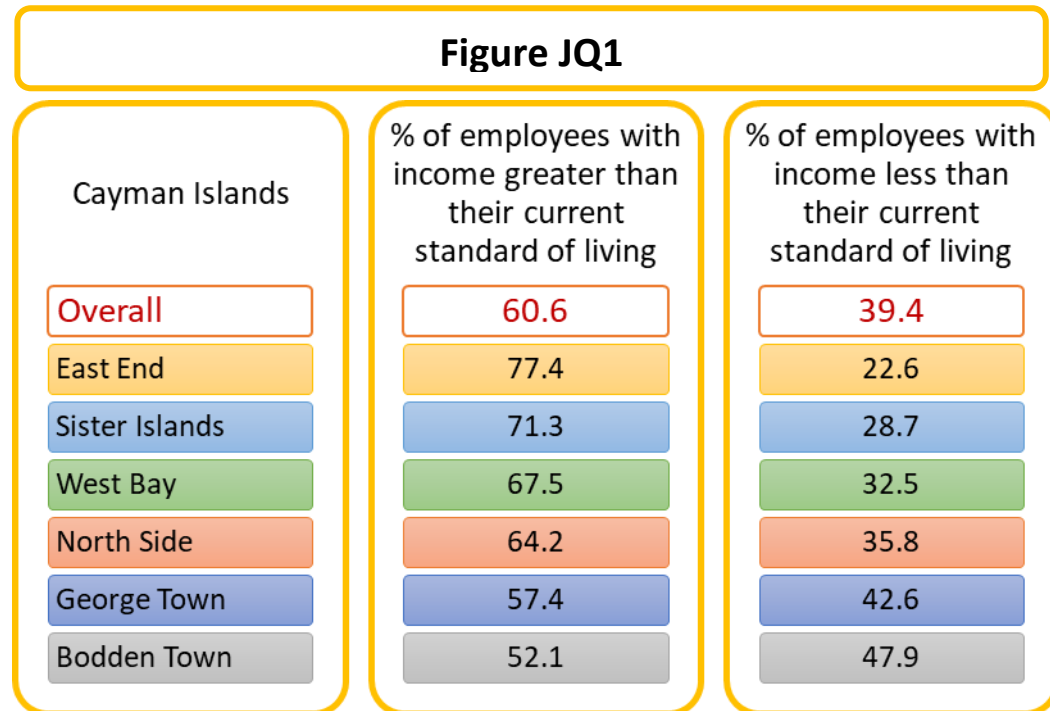 Figure JQ1
Cayman Islands
% of employees with
income greater than
their current
standard of living
% of employees with
income less than
their current
standard of living
Overall 60.6 39.4
East End 77.4 22.6
Sister Islands 71.3 28.7
West Bay 67.5 32.5
North Side 64.2 35.8
George Town 57.4 42.6
Bodden Town 52.1 47.9